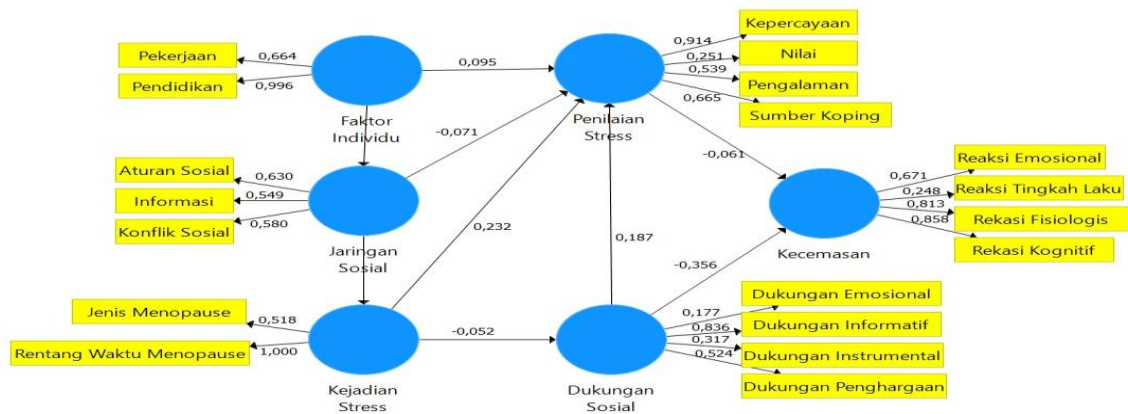 Pekerjaan
0,664
Pendidikan
0,996
Faktor
Individu
0,095
Kepercayaan
0,914
Nilai
0,251
Pengalaman
0,539
Sumber Koping
0,665
Penilaian
Stress
-0,071
Aturan Sosial
0,630
Informasi
0,549
Konflik Sosial
0,580
Jaringan
Sosial
0,232
0,187
-0,061
-0,356
Reaksi Emosional
0,671
Reaksi Tingkah Laku
0,248
Rekasi Fisiologis
0,813
Rekasi Kognitif
0,858
Kecemasan
Jenis Menopause
0,518
Rentang Waktu Menopause
1,000
Kejadian
Stress
-0,052
Dukungan Emosional
0,177
Dukungan Informatif
0,836
Dukungan Instrumental
0,317
Dukungan Penghargaan
0,524
Dukungan
Sosial